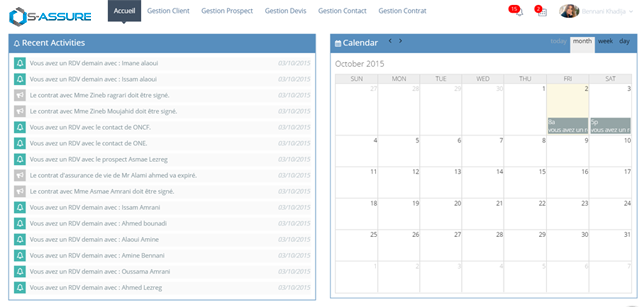 S-ASSURE
Accueil Gestion Client Gestion Prospect Gestion Devis Gestion Contact Gestion Contrat 15 2 Bennani Khadija
Recent Activities
Vous avez un RDV demain avec : Imane alaoui 03/10/2015
Vous avez un RDV demain avec : Issam alaoui 03/10/2015
Le contrat avec Mme Zineb ragrari doit être signé. 03/10/2015
Le contrat avec Mme Zineb Moujahid doit être signé. 03/10/2015
Vous avez un RDV avec le contact de ONCF. 03/10/2015
Vous avez un RDV avec le contact de ONE. 03/10/2015
Vous avez un RDV avec le prospect Asmae Lezreg 03/10/2015
Le contrat d'assurance de vie de Mr Alami ahmed va expiré. 03/10/2015
Le contrat avec Mme Asmae Amrani doit être signé. 03/10/2015
Vous avez un RDV demain avec : Issam Amrani 03/10/2015
Vous avez un RDV demain avec : Ahmed bounadi 03/10/2015
Vous avez un RDV demain avec : Alaoui Amine 03/10/2015
Vous avez un RDV demain avec : Amine Bennani 03/10/2015
Vous avez un RDV demain avec : Oussama Amrani 03/10/2015
Vous avez un RDV demain avec : Ahmed Lezreg 03/10/2015
Calendar < > today month week day
October 2015
SUN MON TUE WED THU FRI SAT
27 28 29 30 1 2 3
8a 5p
vous avez un r vous avez un r
4 5 6 7 8 9 10
11 12 13 14 15 16 17
18 19 20 21 22 23 24
25 26 27 28 29 30 31
1 2 3 4 5 6 7